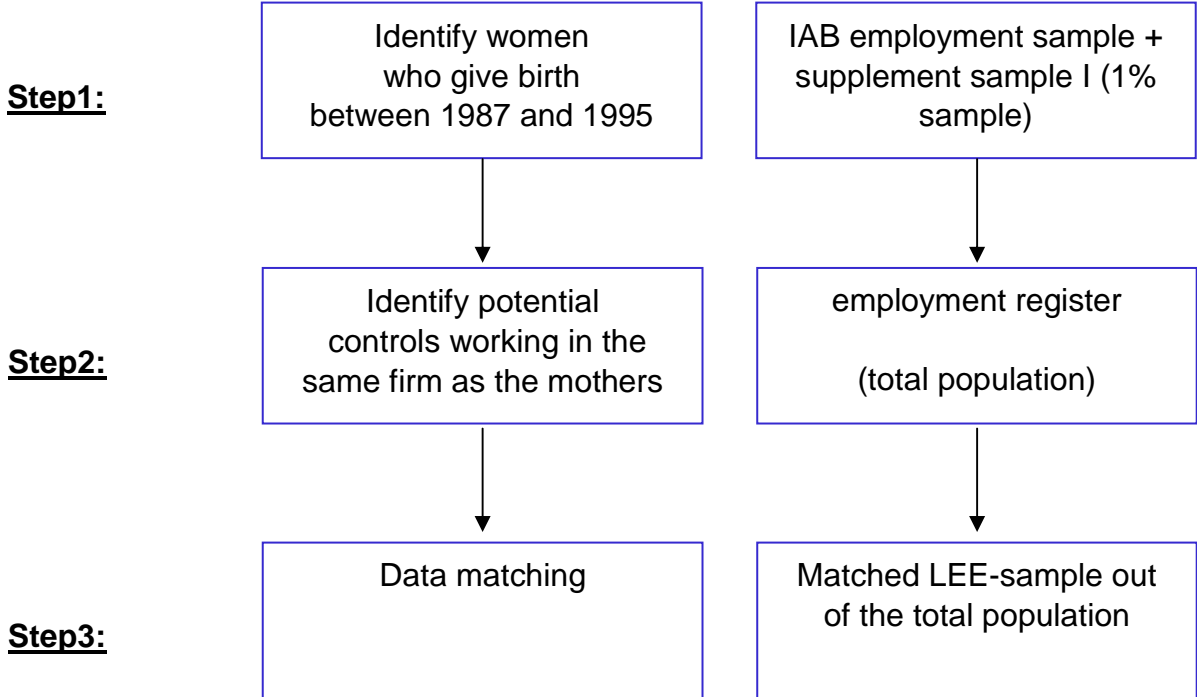 Step1:
Identify women
who give birth
between 1987 and 1995
IAB employment sample +
supplement sample I (1%
sample)
Step2:
Identify potential
controls working in the
same firm as the mothers
employment register
(total population)
Step3:
Data matching
Matched LEE-sample out
of the total population